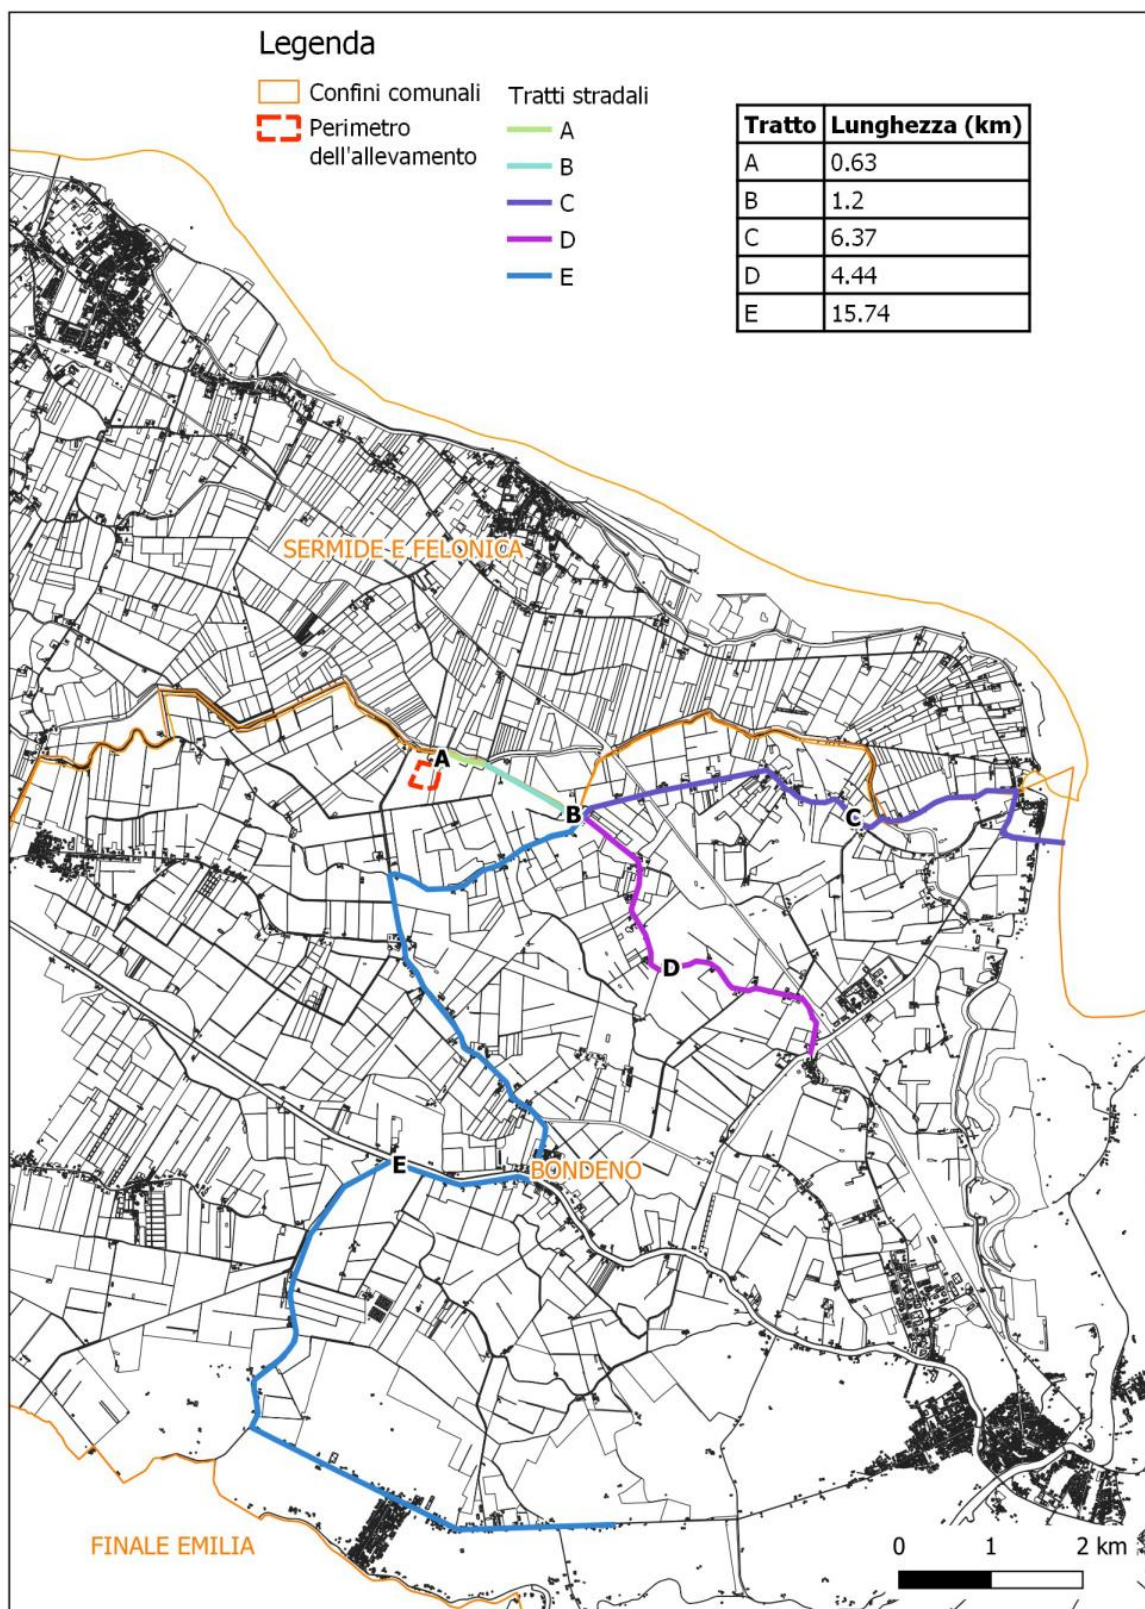 Legenda
Confini comunali
Perimetro
dell'allevamento
Tratti stradali
A
B
C
D
E
Tratto Lunghezza (km)
A 0.63
B 1.2
C 6.37
D 4.44
E 15.74
SERMIDE E FELONICA
A
B
C
D
E
BONDENO
FINALE EMILIA
0 1 2 km